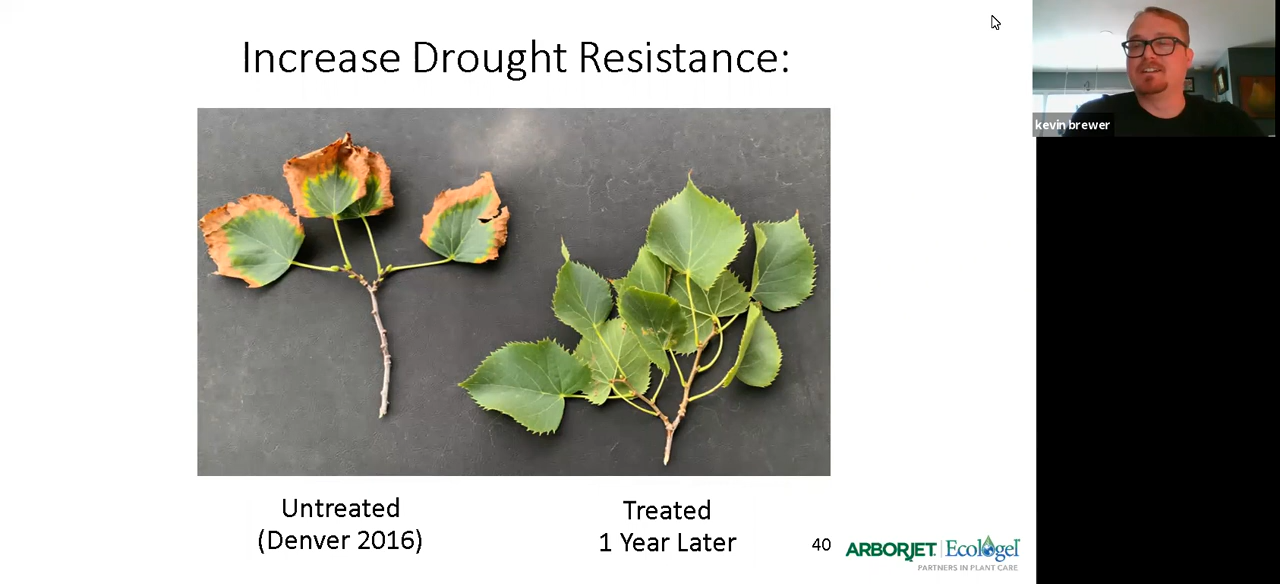 Increase Drought Resistance:
kevin brewer
Untreated
(Denver 2016)
Treated
1 Year Later
40
ARBORJET | Ecologel
PARTNERS IN PLANT CARE